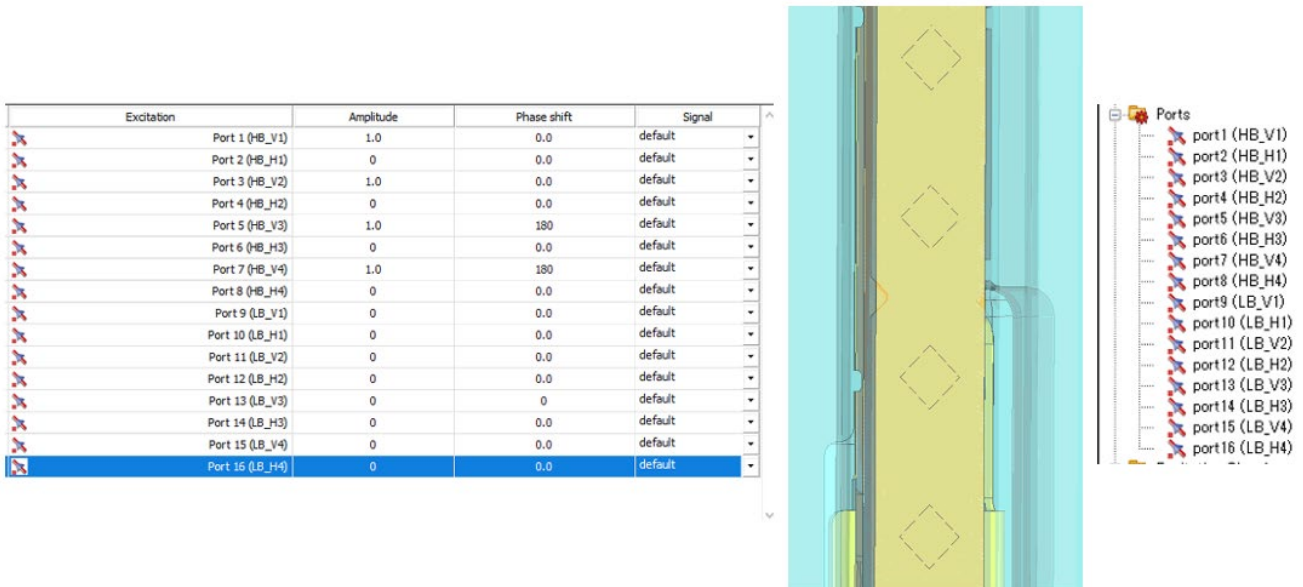 Excitation Amplitude Phase shift Signal
Port 1 (HB_V1) 1.0 0.0 default
Port 2 (HB_H1) 0 0.0 default
Port 3 (HB_V2) 1.0 0.0 default
Port 4 (HB_H2) 0 0.0 default
Port 5 (HB_V3) 1.0 180 default
Port 6 (HB_H3) 0 0.0 default
Port 7 (HB_V4) 1.0 180 default
Port 8 (HB_H4) 0 0.0 default
Port 9 (LB_V1) 0 0.0 default
Port 10 (LB_H1) 0 0.0 default
Port 11 (LB_V2) 0 0.0 default
Port 12 (LB_H2) 0 0.0 default
Port 13 (LB_V3) 0 0 default
Port 14 (LB_H3) 0 0.0 default
Port 15 (LB_V4) 0 0.0 default
Port 16 (LB_H4) 0 0.0 default
Ports
port1 (HB_V1)
port2 (HB_H1)
port3 (HB_V2)
port4 (HB_H2)
port5 (HB_V3)
port6 (HB_H3)
port7 (HB_V4)
port8 (HB_H4)
port9 (LB_V1)
port10 (LB_H1)
port11 (LB_V2)
port12 (LB_H2)
port13 (LB_V3)
port14 (LB_H3)
port15 (LB_V4)
port16 (LB_H4)